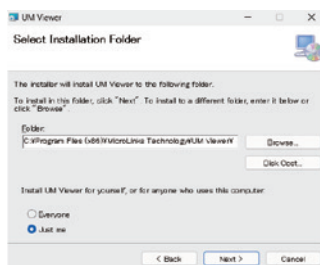 UM Viewer
Select Installation Folder
The installer will install UM Viewer to the following folder.
To install in this folder, click "Next". To install to a different folder, enter it below or
click "Browse".
Folder:
C:¥Program Files (x86)¥MicroLinks Technology¥UM Viewer¥
Browse...
Disk Cost...
Install UM Viewer for yourself, or for anyone who uses this computer:
Everyone
Just me
< Back
Next >
Cancel